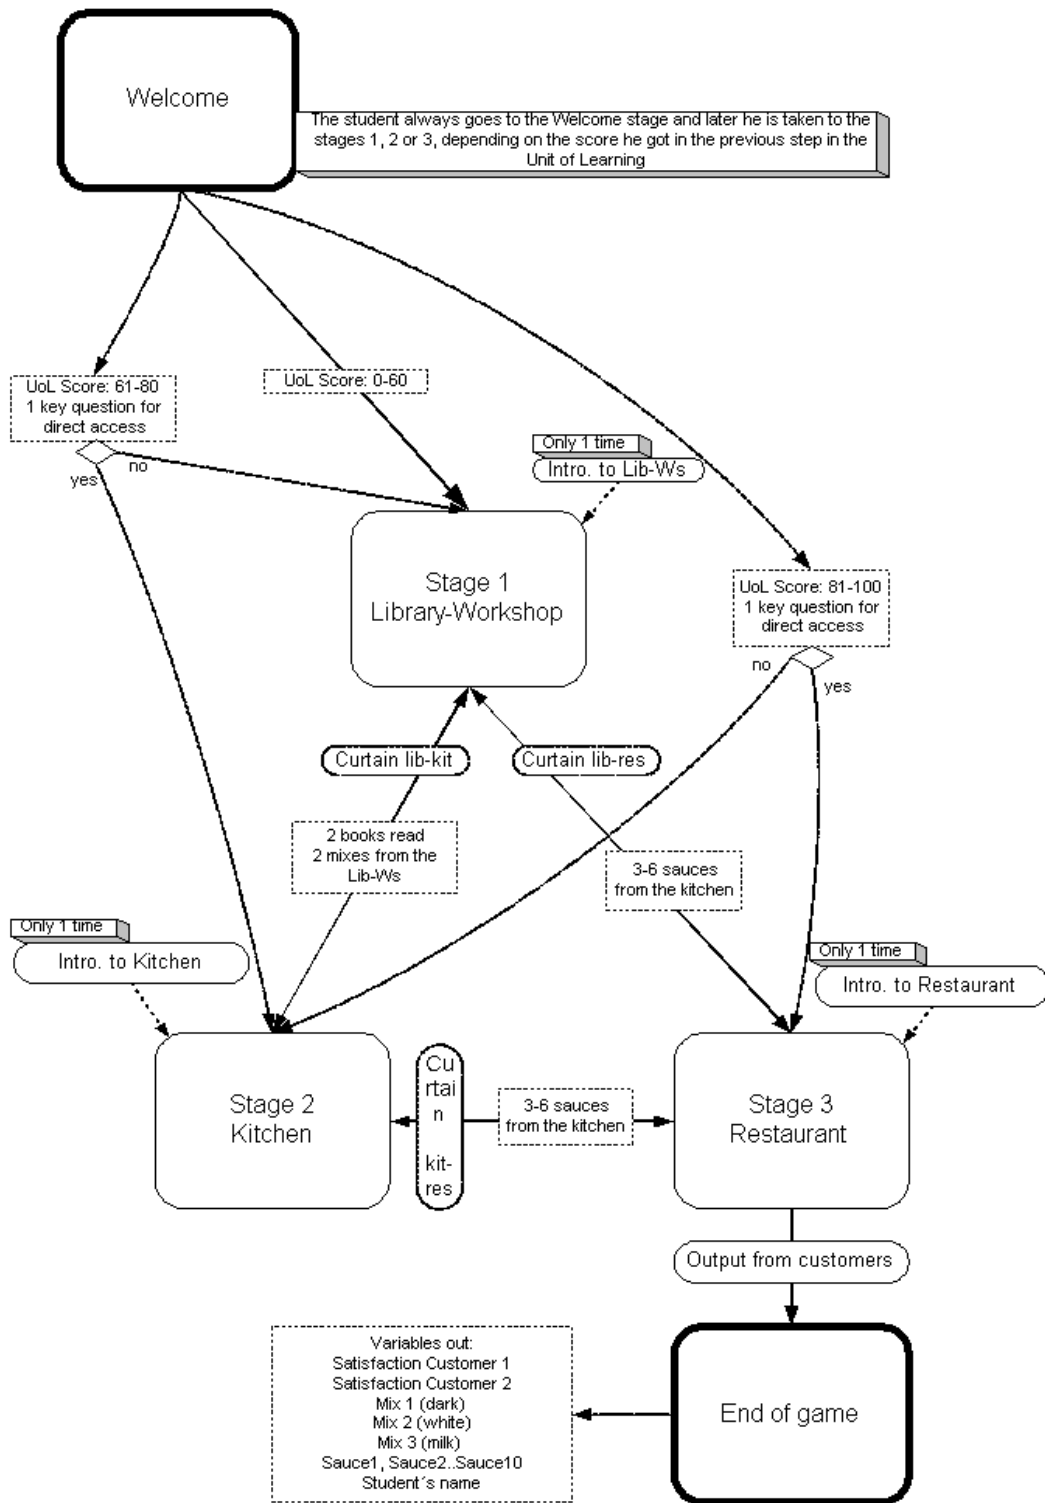 Welcome
The student always goes to the Welcome stage and later he is taken to the
stages 1, 2 or 3, depending on the score he got in the previous step in the
Unit of Learning
UoL Score: 61-80
1 key question for
direct access
UoL Score: 0-60
Only 1 time
Intro. to Lib-Ws
no
yes
Stage 1
Library-Workshop
UoL Score: 81-100
1 key question for
direct access
no
yes
Curtain lib-kit
Curtain lib-res
2 books read
2 mixes from the
Lib-Ws
3-6 sauces
from the kitchen
Only 1 time
Intro. to Kitchen
Only 1 time
Intro. to Restaurant
Stage 2
Kitchen
Cu
rtai
n
kit-
res
3-6 sauces
from the kitchen
Stage 3
Restaurant
Output from customers
Variables out:
Satisfaction Customer 1
Satisfaction Customer 2
Mix 1 (dark)
Mix 2 (white)
Mix 3 (milk)
Sauce1, Sauce2..Sauce10
Student´s name
End of game